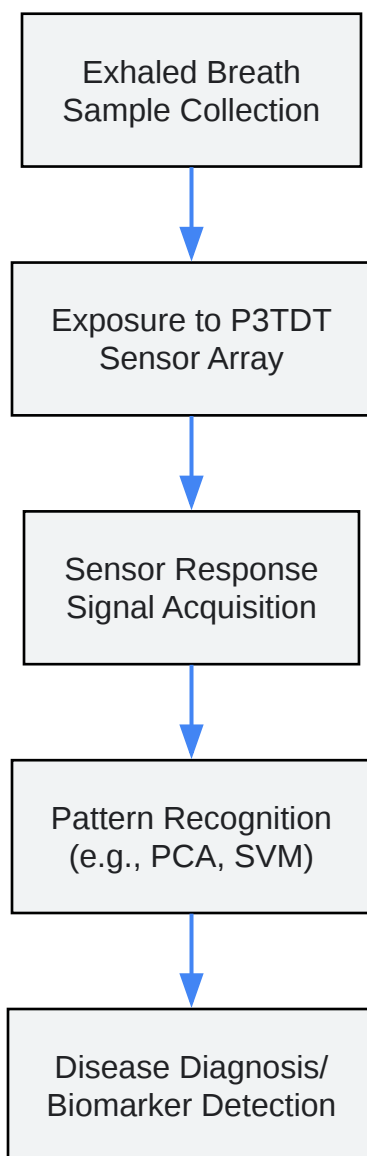 Exhaled Breath
Sample Collection
Exposure to P3TDT
Sensor Array
Sensor Response
Signal Acquisition
Pattern Recognition
(e.g., PCA, SVM)
Disease Diagnosis/
Biomarker Detection